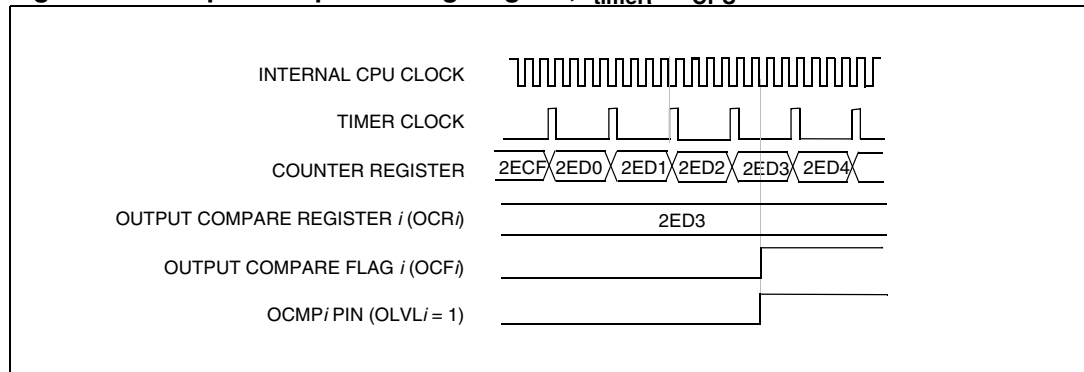 INTERNAL CPU CLOCK
TIMER CLOCK
COUNTER REGISTER 2ECF 2ED0 2ED1 2ED2 2ED3 2ED4
OUTPUT COMPARE REGISTER i (OCRi) 2ED3
OUTPUT COMPARE FLAG i (OCFi)
OCMPi PIN (OLVLi = 1)